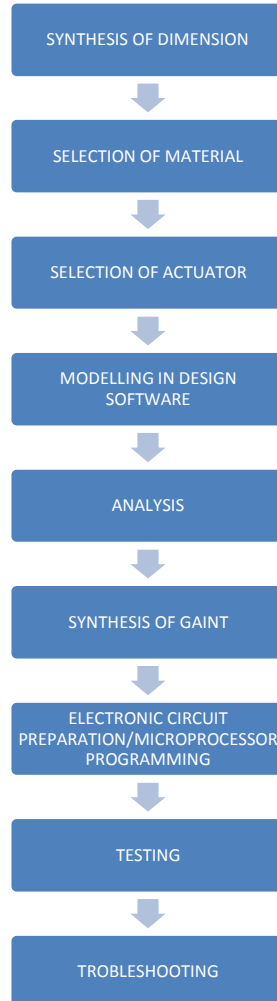 SYNTHESIS OF DIMENSION
SELECTION OF MATERIAL
SELECTION OF ACTUATOR
MODELLING IN DESIGN
SOFTWARE
ANALYSIS
SYNTHESIS OF GAINT
ELECTRONIC CIRCUIT
PREPARATION/MICROPROCESSOR
PROGRAMMING
TESTING
TROBLESHOOTING